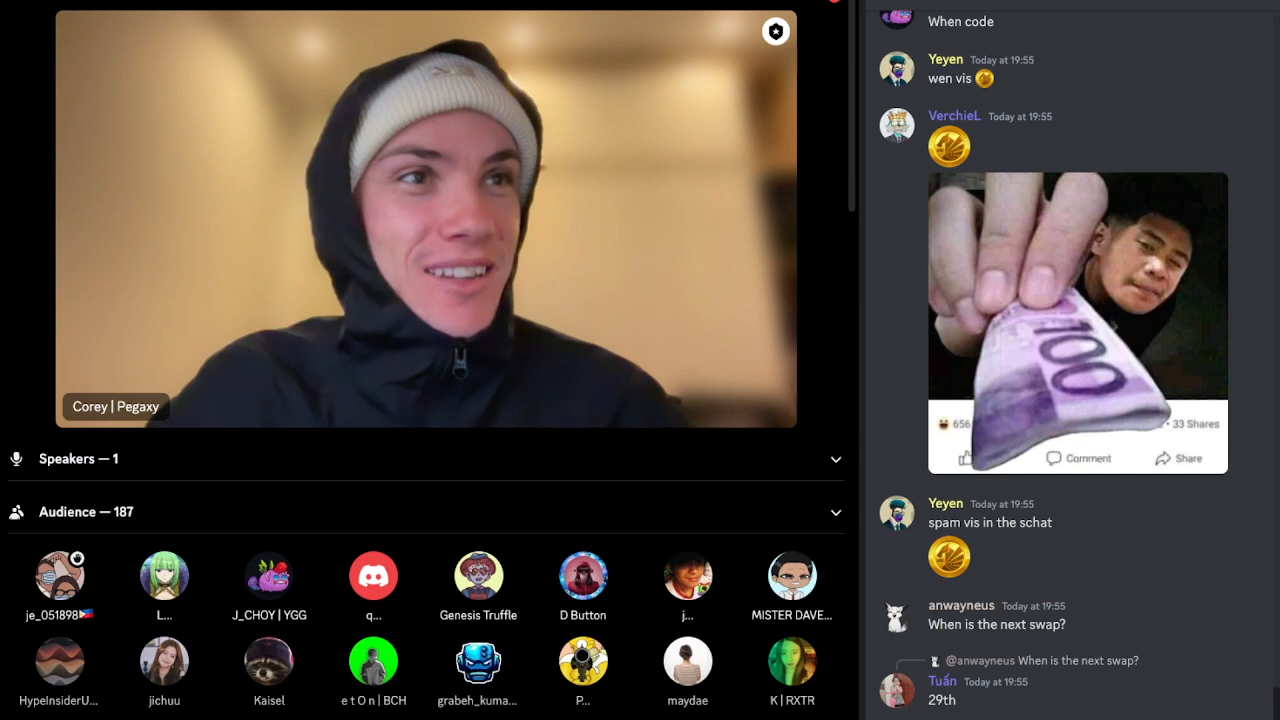 Corey | Pegaxy
Speakers — 1
Audience — 187
je_051898🇵🇭
L...
J_CHOY | YGG
q...
Genesis Truffle
D Button
j...
MISTER DAVE...
HypeInsiderU...
jichuu
Kaisel
e t O n | BCH
grabeh_kuma...
P...
maydae
K | RXTR
When code
Yeyen Today at 19:55
wen vis
VerchieL Today at 19:55
100
656
33 Shares
Comment
Share
Yeyen Today at 19:55
spam vis in the schat
anwayneus Today at 19:55
When is the next swap?
@anwayneus When is the next swap?
Tuấn Today at 19:55
29th